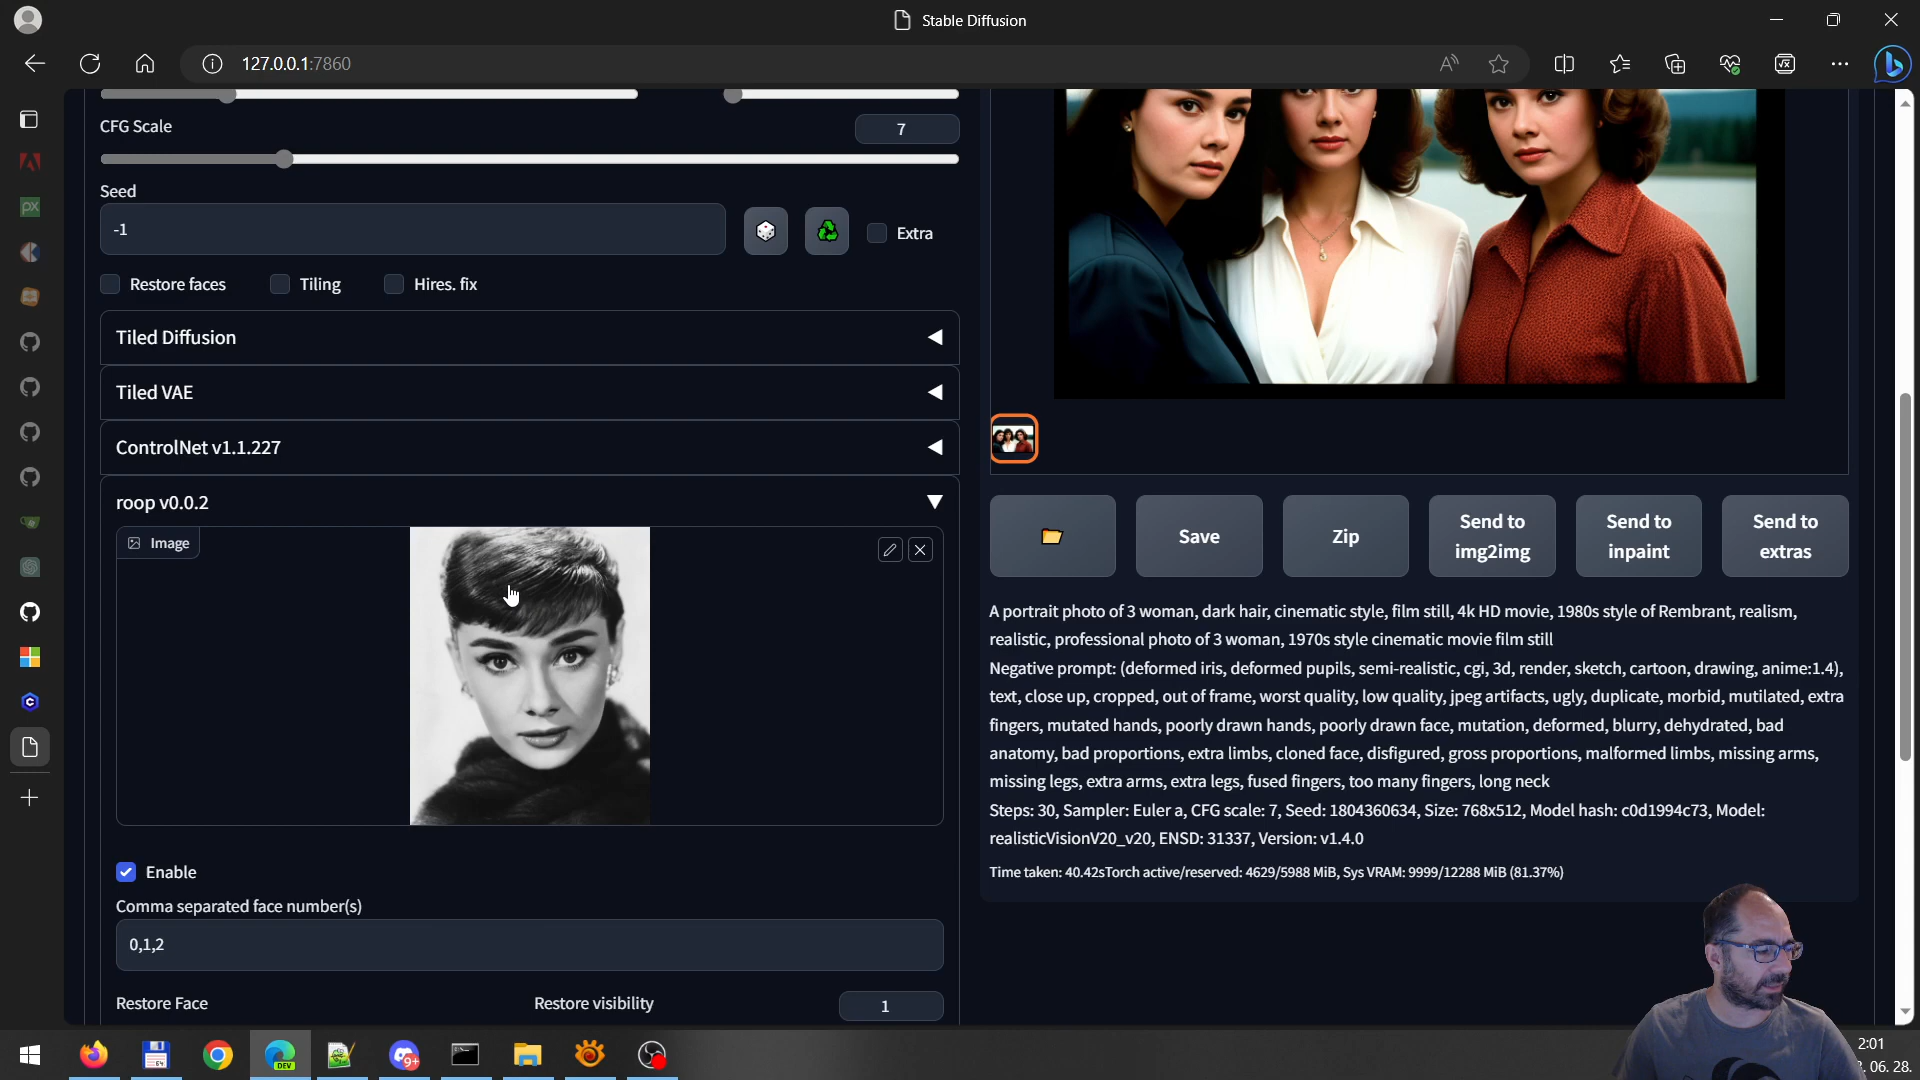 Stable Diffusion
127.0.0.1:7860
CFG Scale
7
Seed
-1
Extra
Restore faces
Tiling
Hires. fix
Tiled Diffusion
Tiled VAE
ControlNet v1.1.227
roop v0.0.2
Image
Enable
Comma separated face number(s)
0,1,2
Restore Face
Restore visibility
1
Save
Zip
Send to
img2img
Send to
inpaint
Send to
extras
A portrait photo of 3 woman, dark hair, cinematic style, film still, 4k HD movie, 1980s style of Rembrant, realism,
realistic, professional photo of 3 woman, 1970s style cinematic movie film still
Negative prompt: (deformed iris, deformed pupils, semi-realistic, cgi, 3d, render, sketch, cartoon, drawing, anime:1.4),
text, close up, cropped, out of frame, worst quality, low quality, jpeg artifacts, ugly, duplicate, morbid, mutilated, extra
fingers, mutated hands, poorly drawn hands, poorly drawn face, mutation, deformed, blurry, dehydrated, bad
anatomy, bad proportions, extra limbs, cloned face, disfigured, gross proportions, malformed limbs, missing arms,
missing legs, extra arms, extra legs, fused fingers, too many fingers, long neck
Steps: 30, Sampler: Euler a, CFG scale: 7, Seed: 1804360634, Size: 768x512, Model hash: c0d1994c73, Model:
realisticVisionV20_v20, ENSD: 31337, Version: v1.4.0
Time taken: 40.42sTorch active/reserved: 4629/5988 MiB, Sys VRAM: 9999/12288 MiB (81.37%)
px
64
DEV
9+
2:01
. 06. 28.